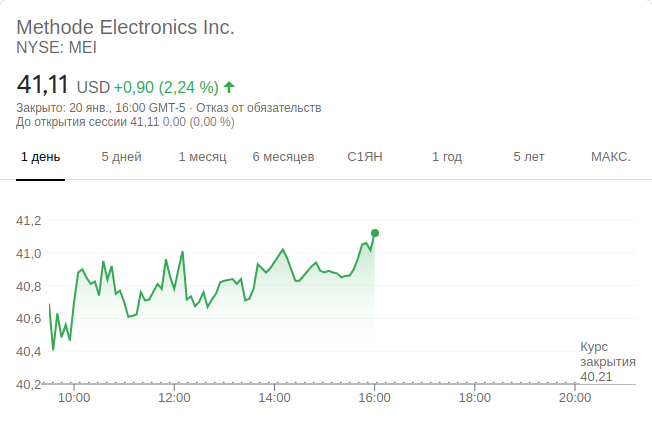 Methode Electronics Inc.
NYSE: MEI
41,11 USD +0,90 (2,24 %)
Закрыто: 20 янв., 16:00 GMT-5 · Отказ от обязательств
До открытия сессии 41,11 0,00 (0,00 %)
1 день 5 дней 1 месяц 6 месяцев С1ЯН 1 год 5 лет МАКС.
41,2
41,0
40,8
40,6
40,4
40,2
Курс
закрытия
40,21
10:00 12:00 14:00 16:00 18:00 20:00